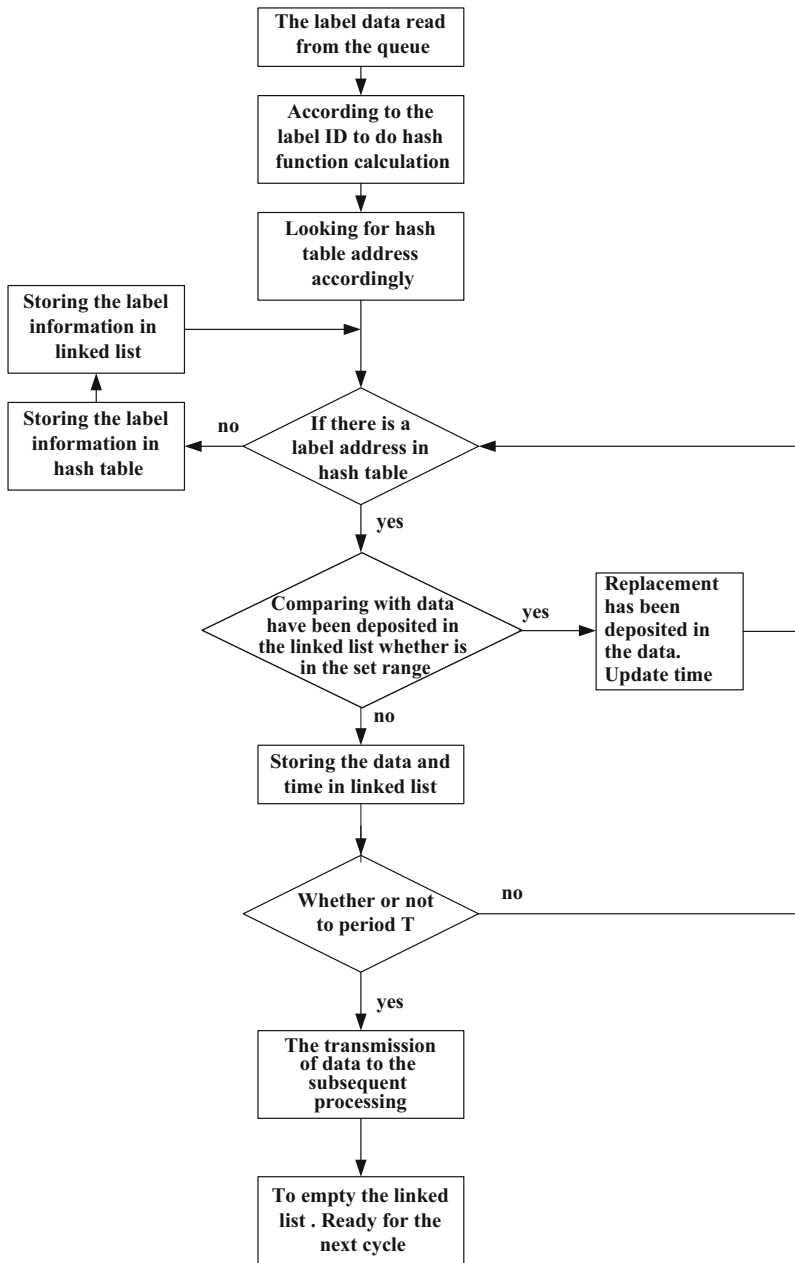 The label data read
from the queue
According to the
label ID to do hash
function calculation
Looking for hash
table address
accordingly
Storing the label
information in
linked list
Storing the label
information in
hash table
no
If there is a
label address in
hash table
yes
Comparing with data
have been deposited in
the linked list whether is
in the set range
yes
Replacement
has been
deposited in
the data.
Update time
no
Storing the data and
time in linked list
Whether or not
to period T
no
yes
The transmission
of data to the
subsequent
processing
To empty the linked
list . Ready for the
next cycle